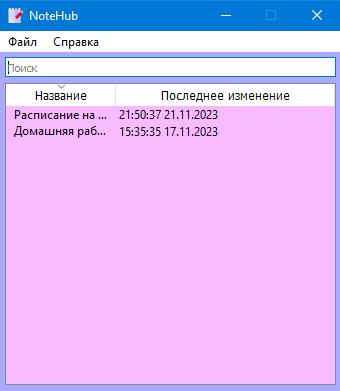 NoteHub
Файл Справка
Поиск
Название Последнее изменение
Расписание на ... 21:50:37 21.11.2023
Домашняя раб... 15:35:35 17.11.2023